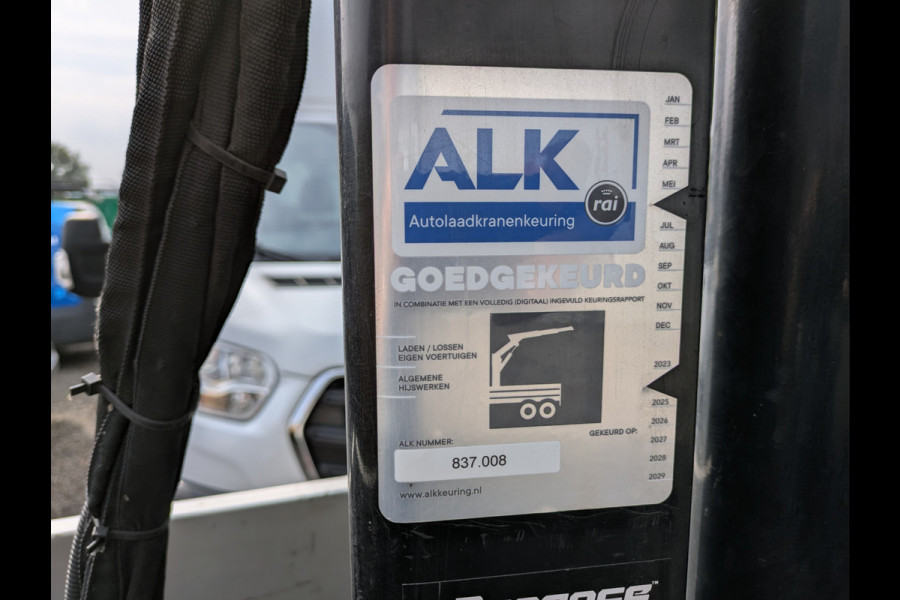 ALK
rai
Autolaadkranenkeuring
GOEDGEKEURD
IN COMBINATIE MET EEN VOLLEDIG (DIGITAAL) INGEVULD KEURINGSRAPPORT
LADEN / LOSSEN
EIGEN VOERTUIGEN
ALGEMENE
HIJSWERKEN
ALK NUMMER:
837.008
www.alkkeuring.nl
GEKEURD OP:
JAN
FEB
MRT
APR
MEI
JUL
AUG
SEP
OKT
NOV
DEC
2023
2025
2026
2027
2028
2029